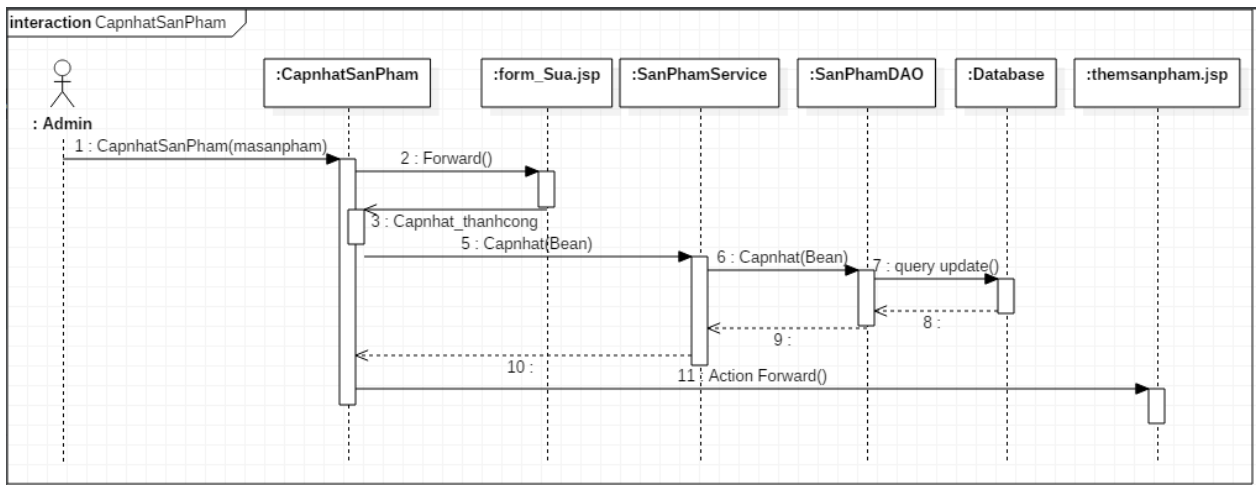 interaction CapnhatSanPham
:CapnhatSanPham
:form_Sua.jsp
:SanPhamService
:SanPhamDAO
:Database
:themsanpham.jsp
: Admin
1 : CapnhatSanPham(masanpham)
2 : Forward()
3 : Capnhat_thanhcong
5 : Capnhat(Bean)
6 : Capnhat(Bean)
7 : query update()
8 :
9 :
10 :
11 : Action Forward()